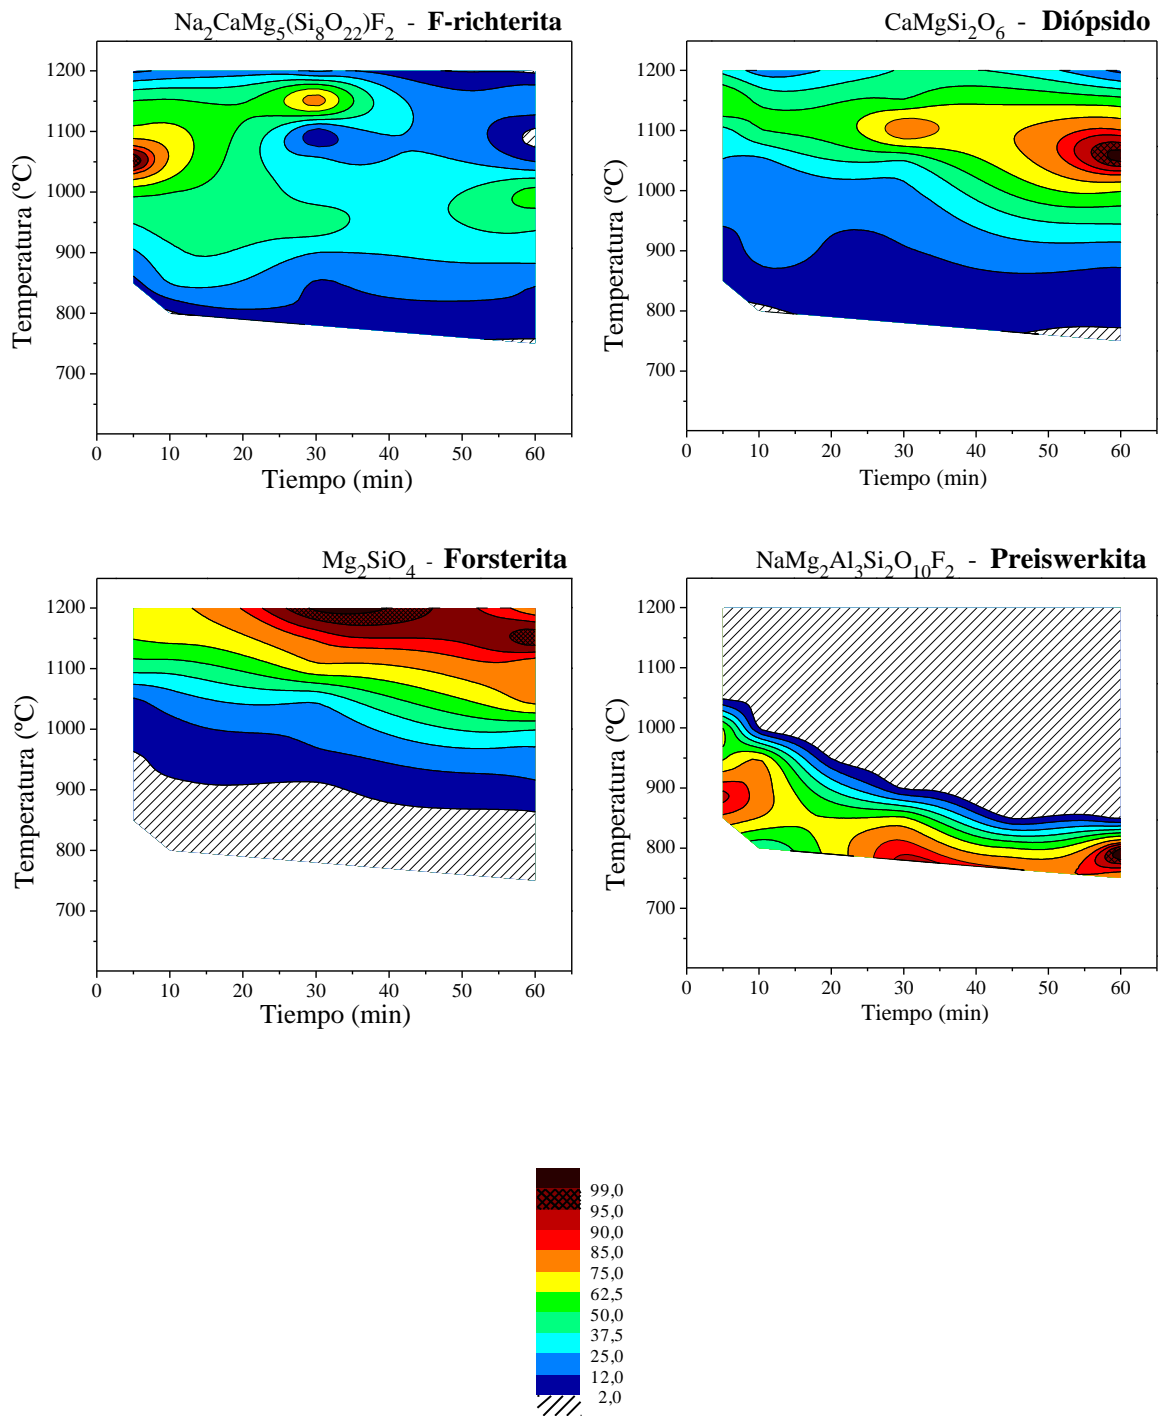 Na₂CaMg₅(Si₈O₂₂)F₂ - F-richterita
1200
1100
1000
900
800
700
0 10 20 30 40 50 60
Temperatura (ºC)
Tiempo (min)
CaMgSi₂O₆ - Diópsido
1200
1100
1000
900
800
700
0 10 20 30 40 50 60
Temperatura (ºC)
Tiempo (min)
Mg₂SiO₄ - Forsterita
1200
1100
1000
900
800
700
0 10 20 30 40 50 60
Temperatura (ºC)
Tiempo (min)
NaMg₂Al₃Si₂O₁₀F₂ - Preiswerkita
1200
1100
1000
900
800
700
0 10 20 30 40 50 60
Temperatura (ºC)
Tiempo (min)
99,0
95,0
90,0
85,0
75,0
62,5
50,0
37,5
25,0
12,0
2,0